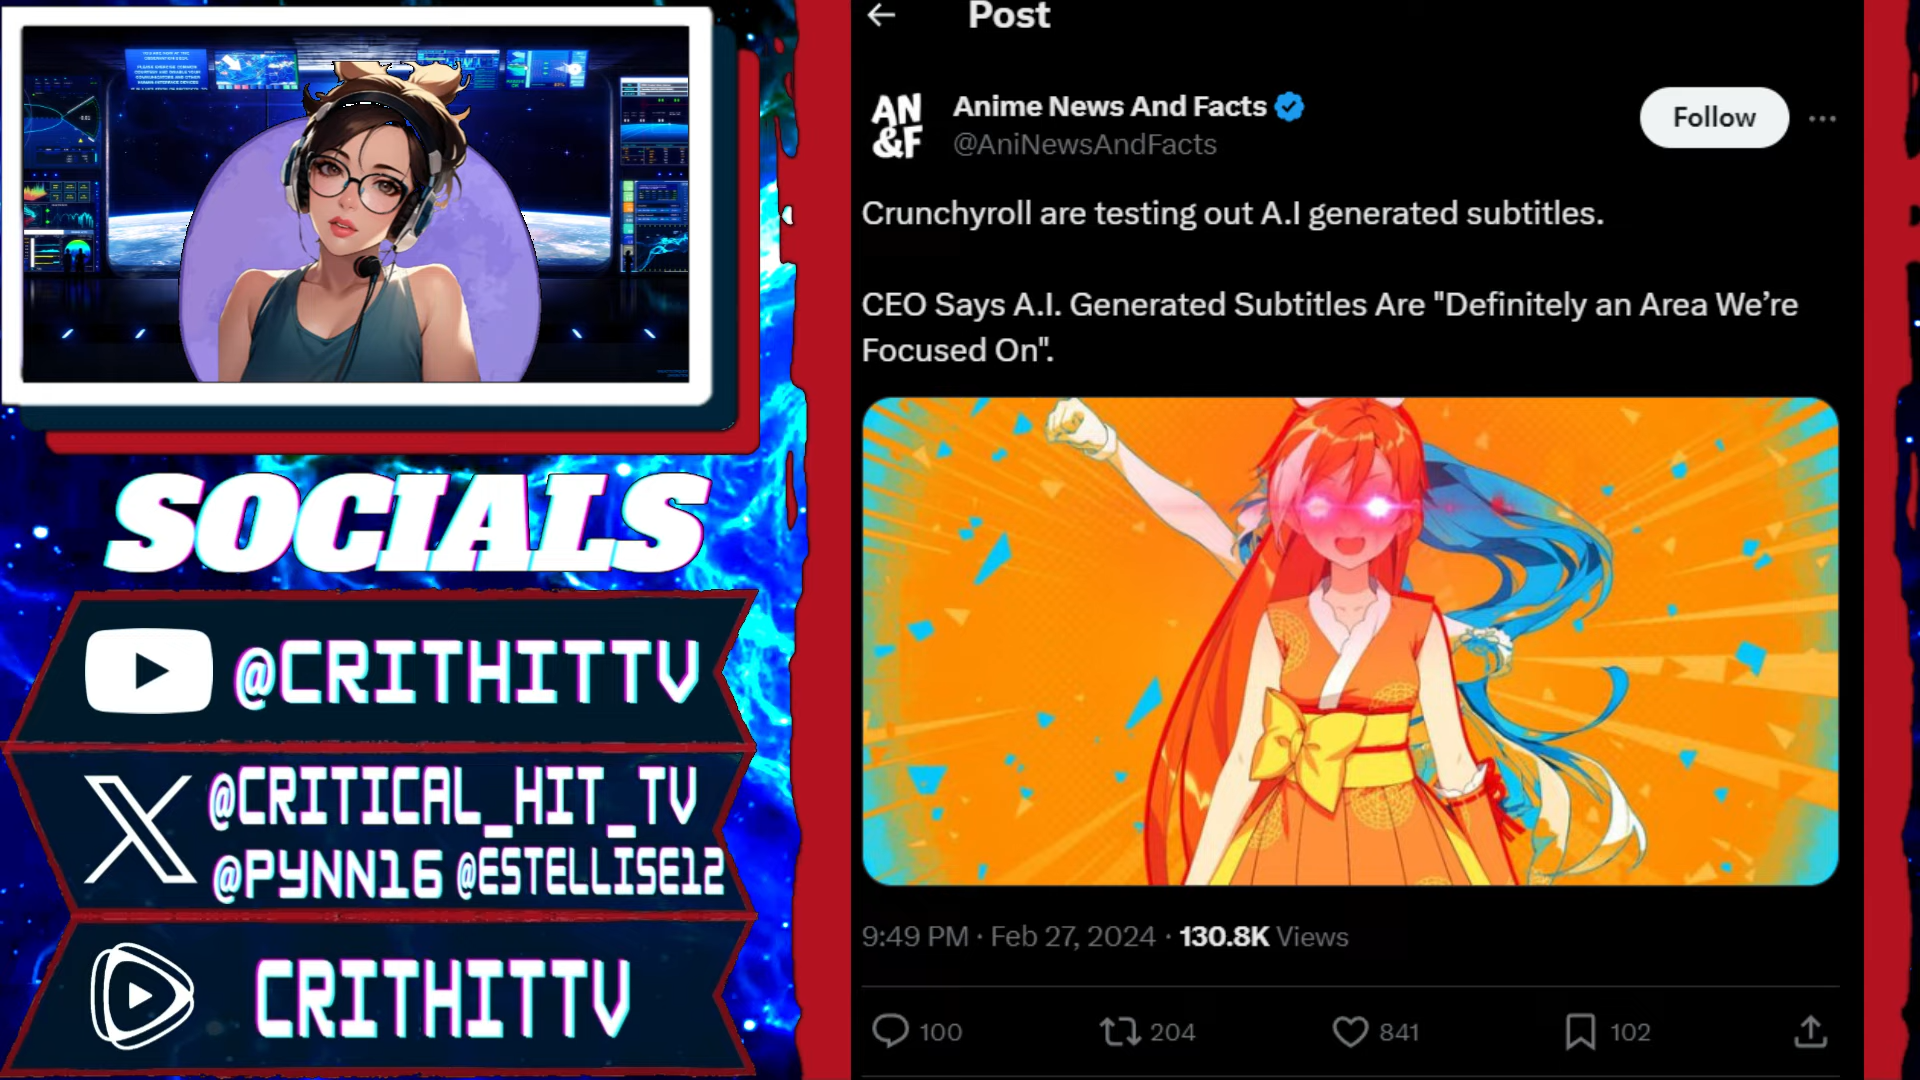 SOCIALS
@CRITHITTV
@CRITICAL_HIT_TV
@PYNN16 @ESTELLISE12
CRITHITTV
Post
AN
&F
Anime News And Facts
@AniNewsAndFacts
Follow
Crunchyroll are testing out A.I generated subtitles.
CEO Says A.I. Generated Subtitles Are "Definitely an Area We’re
Focused On".
9:49 PM · Feb 27, 2024 · 130.8K Views
100
204
841
102